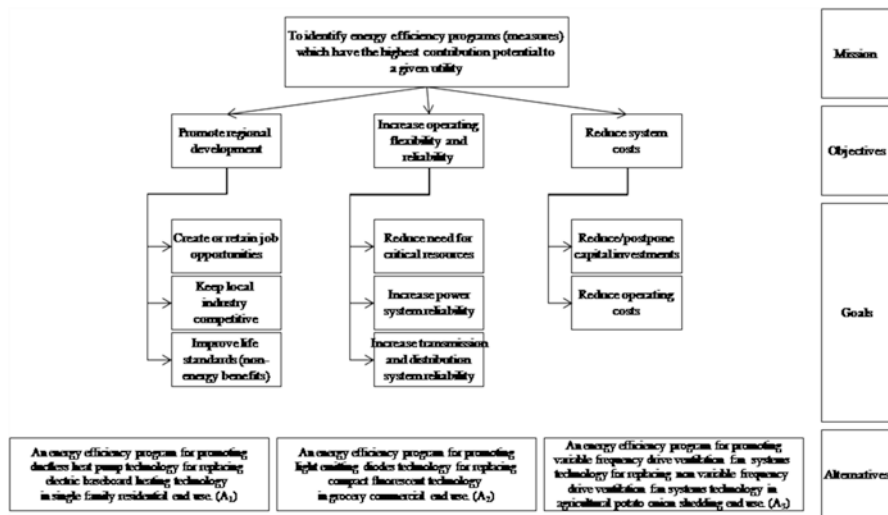 To identify energy efficiency programs (measures)
which have the highest contribution potential to
a given utility
Mission
Promote regional
development
Increase operating
flexibility and
reliability
Reduce system
costs
Objectives
Create or retain job
opportunities
Reduce need for
critical resources
Reduce/postpone
capital investments
Keep local
industry
competitive
Increase power
system reliability
Reduce operating
costs
Goals
Improve life
standards (non-
energy benefits)
Increase transmission
and distribution
system reliability
An energy efficiency program for promoting
ductless heat pump technology for replacing
electric baseboard heating technology
in single family residential end use. (A₁)
An energy efficiency program for promoting
light emitting diodes technology for replacing
compact fluorescent technology
in grocery commercial end use. (A₂)
An energy efficiency program for promoting
variable frequency drive ventilation fan systems
technology for replacing non variable frequency
drive ventilation fan systems technology in
agricultural potato onion shedding end use. (A₃)
Alternatives